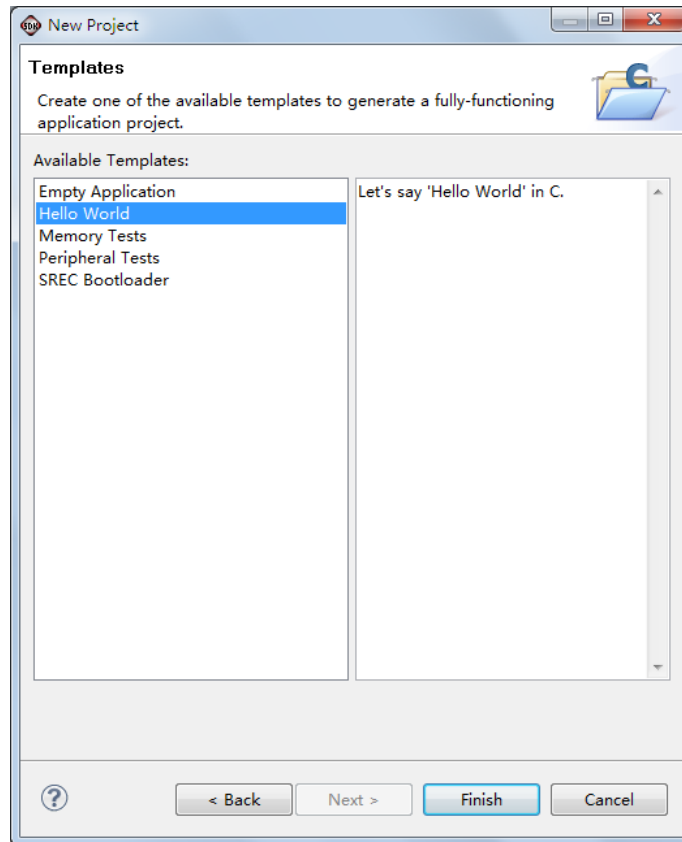 SDK New Project
Templates
Create one of the available templates to generate a fully-functioning
application project.
C
Available Templates:
Empty Application
Hello World
Memory Tests
Peripheral Tests
SREC Bootloader
Let's say 'Hello World' in C.
? < Back Next > Finish Cancel